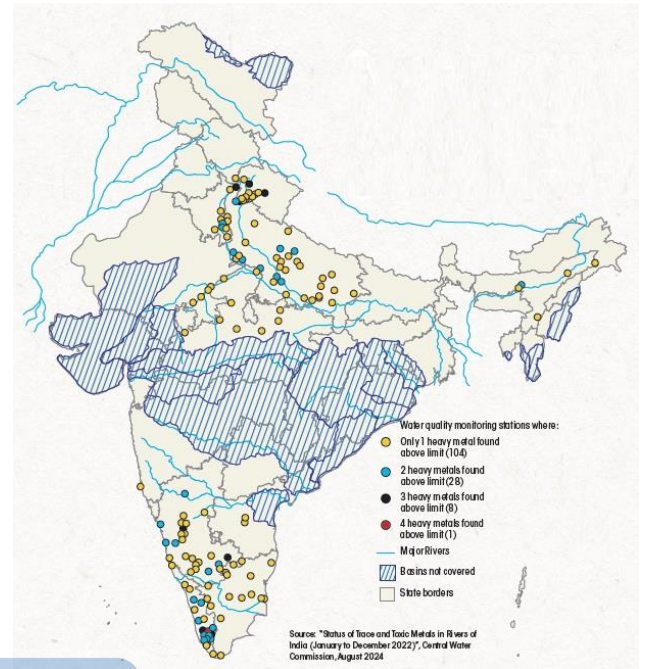 Water quality monitoring stations where:
Only 1 heavy metal found
above limit (104)
2 heavy metals found
above limit (28)
3 heavy metals found
above limit (8)
4 heavy metals found
above limit (1)
Major Rivers
Basins not covered
State borders
Source: "Status of Trace and Toxic Metals in Rivers of
India (January to December 2022)", Central Water
Commission, August 2024